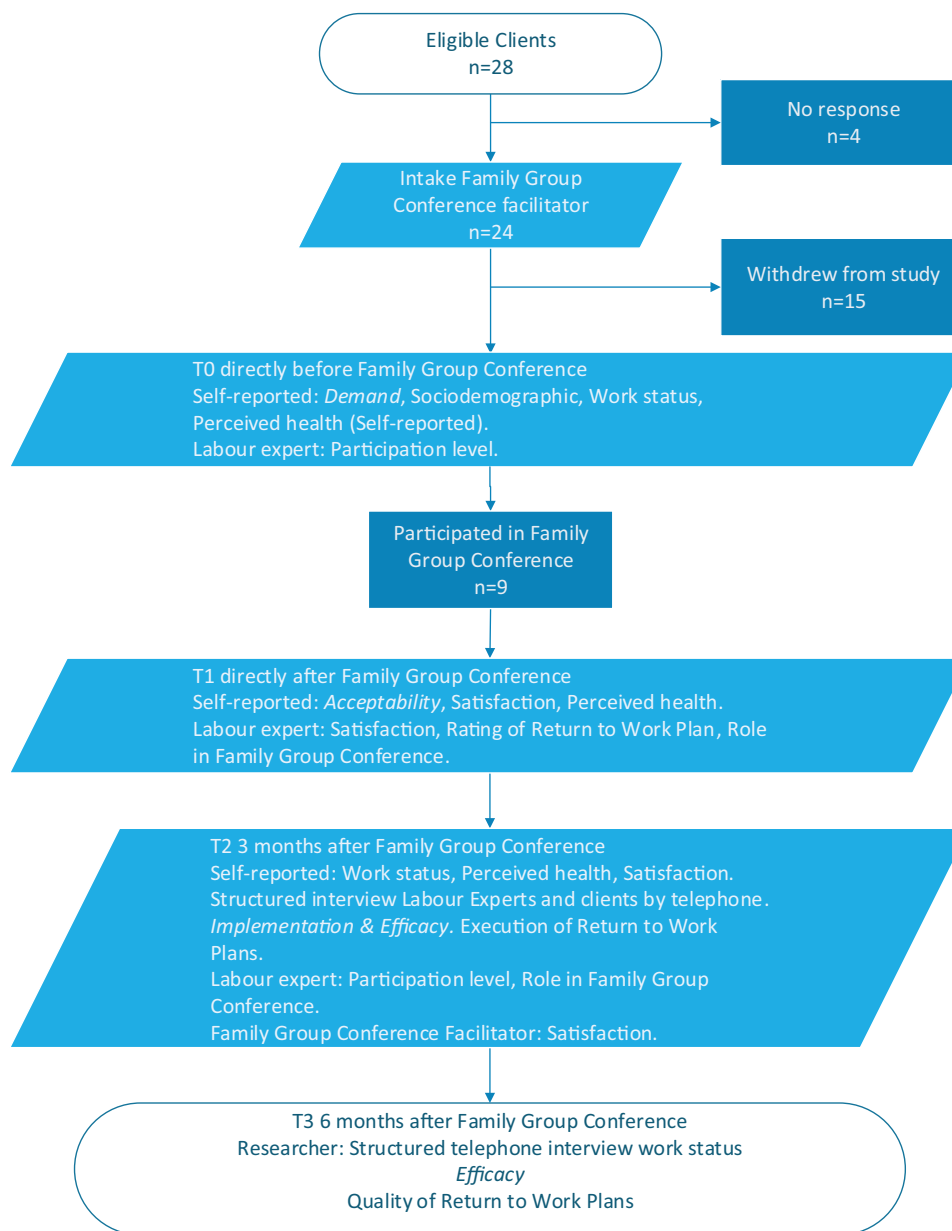 Eligible Clients
n=28
No response
n=4
Intake Family Group
Conference facilitator
n=24
Withdrew from study
n=15
T0 directly before Family Group Conference
Self-reported: Demand, Sociodemographic, Work status,
Perceived health (Self-reported).
Labour expert: Participation level.
Participated in Family
Group Conference
n=9
T1 directly after Family Group Conference
Self-reported: Acceptability, Satisfaction, Perceived health.
Labour expert: Satisfaction, Rating of Return to Work Plan, Role
in Family Group Conference.
T2 3 months after Family Group Conference
Self-reported: Work status, Perceived health, Satisfaction.
Structured interview Labour Experts and clients by telephone.
Implementation & Efficacy. Execution of Return to Work
Plans.
Labour expert: Participation level, Role in Family Group
Conference.
Family Group Conference Facilitator: Satisfaction.
T3 6 months after Family Group Conference
Researcher: Structured telephone interview work status
Efficacy
Quality of Return to Work Plans